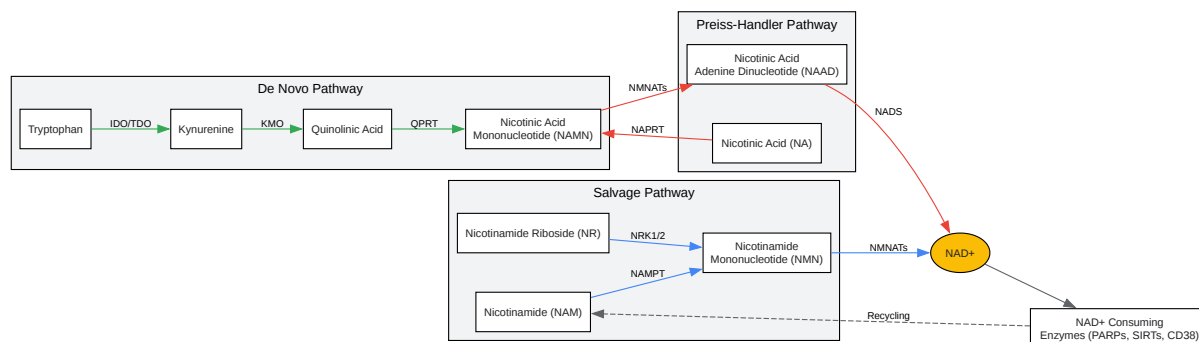 Preiss-Handler Pathway
Nicotinic Acid
Adenine Dinucleotide (NAAD)
De Novo Pathway
NMNATs
NADS
Tryptophan
IDO/TDO
Kynurenine
KMO
Quinolinic Acid
QPRT
Nicotinic Acid
Mononucleotide (NAMN)
NAPRT
Nicotinic Acid (NA)
Salvage Pathway
Nicotinamide Riboside (NR)
NRK1/2
Nicotinamide
Mononucleotide (NMN)
NMNATs
NAD+
NAMPT
Nicotinamide (NAM)
Recycling
NAD+ Consuming
Enzymes (PARPs, SIRTs, CD38)